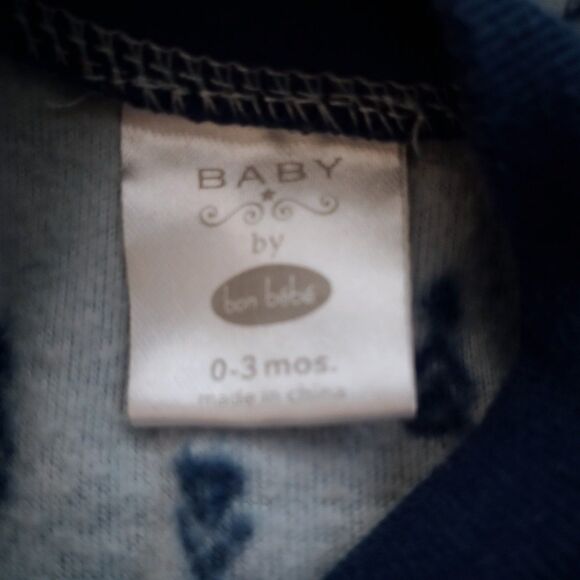 BABY
by
bon bébé
0-3 mos.
made in china